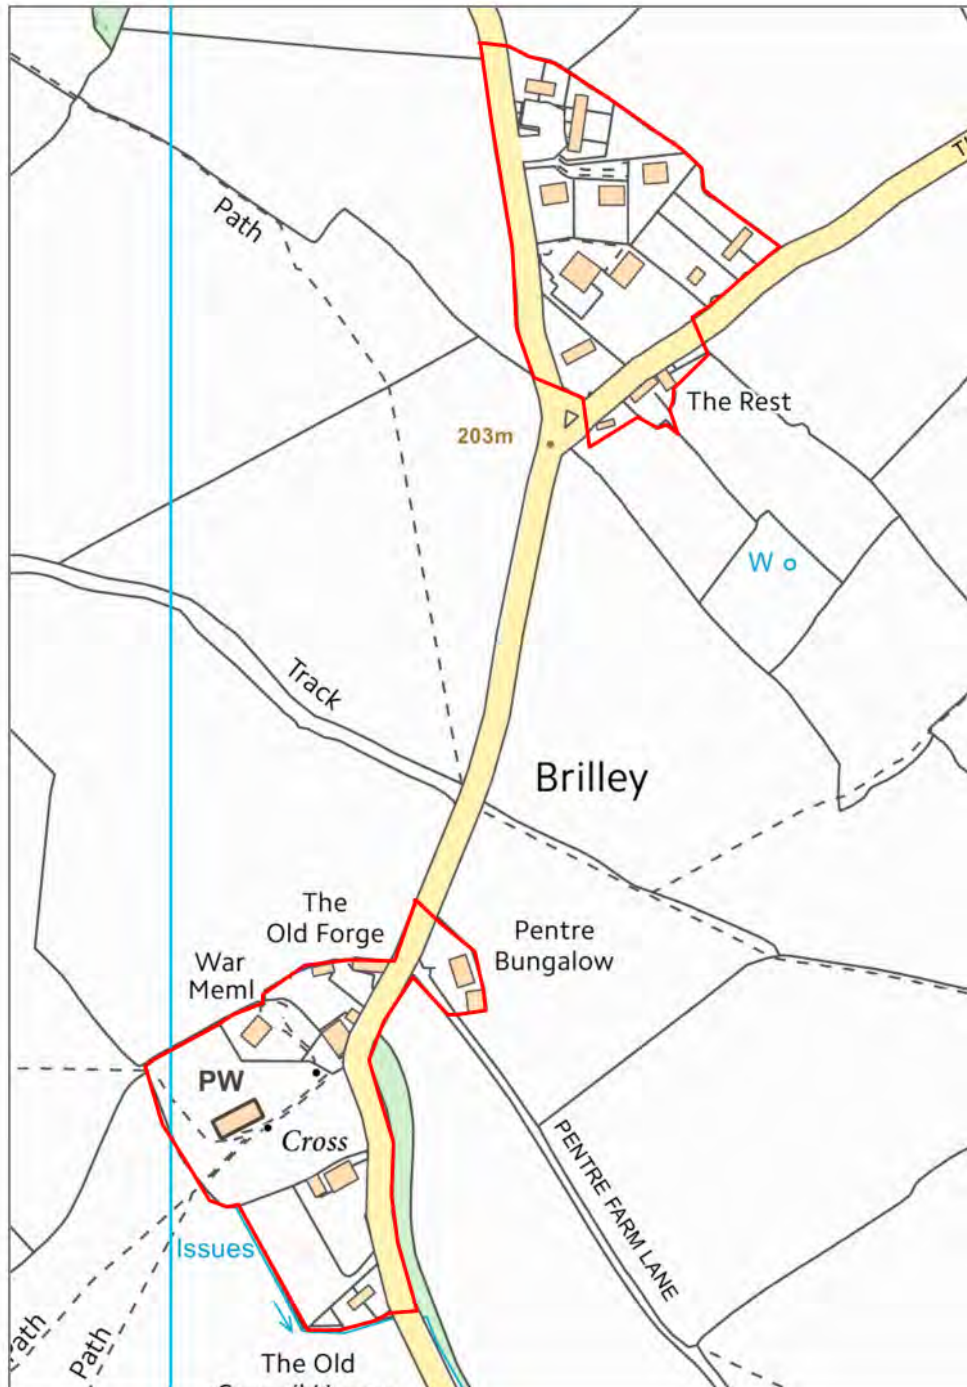 Path
The Rest
203m
W
Track
Brilley
The
Old Forge
War
Meml
Pentre
Bungalow
PW
Cross
PENTRE FARM LANE
Issues
Path
Path
The Old